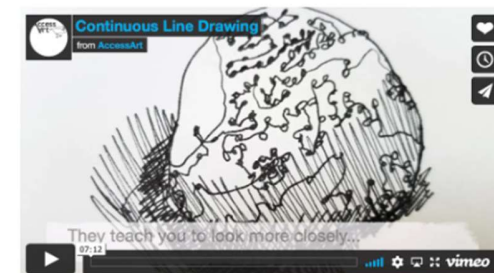 Continuous Line Drawing
from AccessArt
They teach you to look more closely...
07:12
vimeo